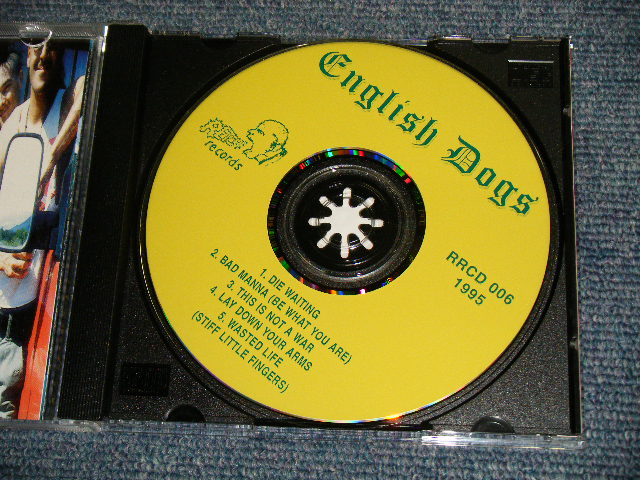 English Dogs
records
RRCD 006
1995
1. DIE WAITING
2. BAD MANNA (BE WHAT YOU ARE)
3. THIS IS NOT A WAR
4. LAY DOWN YOUR ARMS
5. WASTED LIFE
(STIFF LITTLE FINGERS)